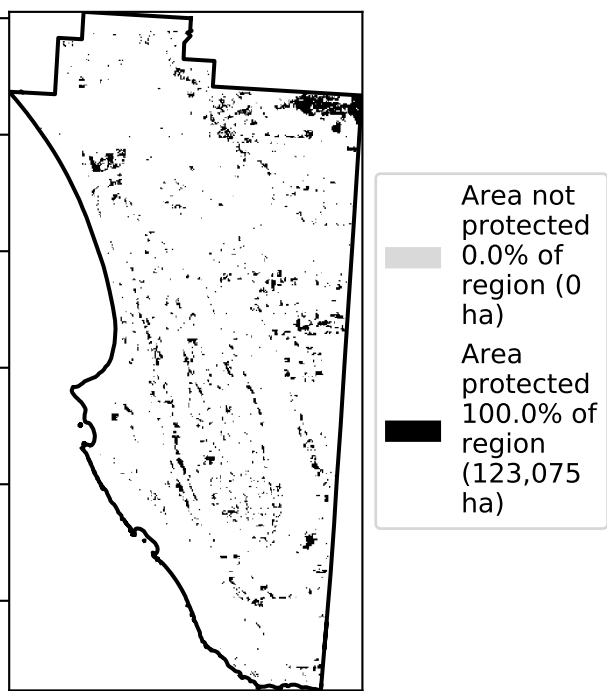 Area not
protected
0.0% of
region (0
ha)
Area
protected
100.0% of
region
(123,075
ha)